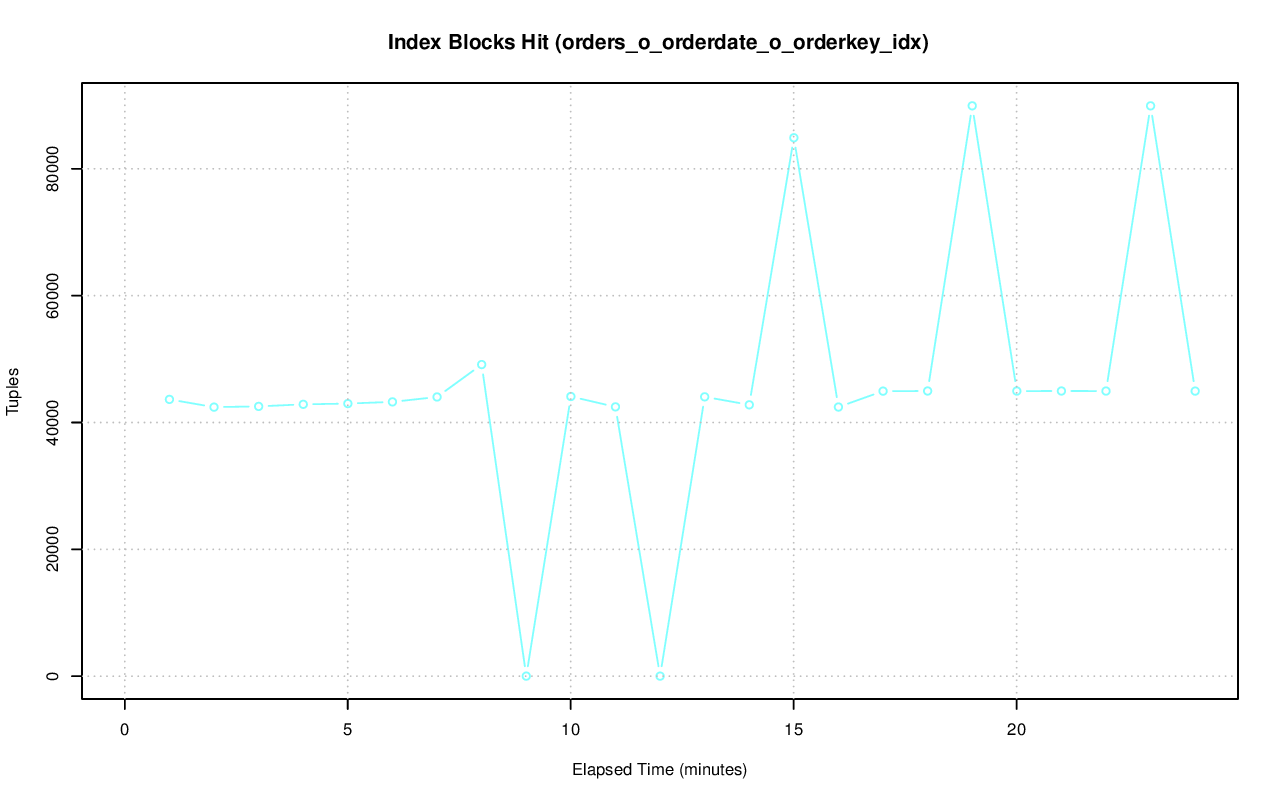 Index Blocks Hit (orders_o_orderdate_o_orderkey_idx)
Tuples
80000
60000
40000
20000
0
0 5 10 15 20
Elapsed Time (minutes)